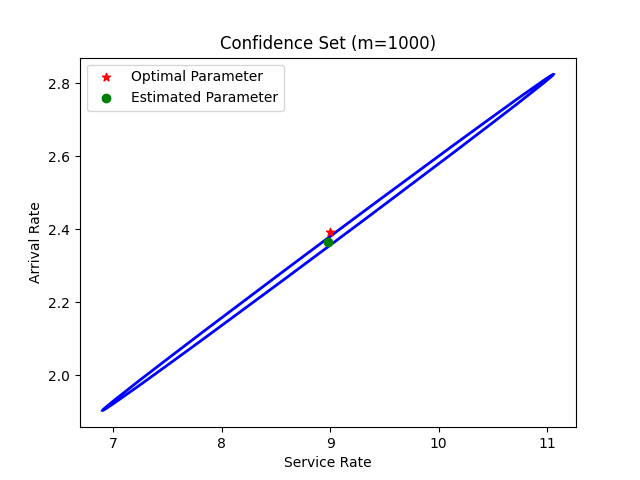 Confidence Set (m=1000)
Optimal Parameter
Estimated Parameter
Arrival Rate
2.8
2.6
2.4
2.2
2.0
7
8
9
10
11
Service Rate